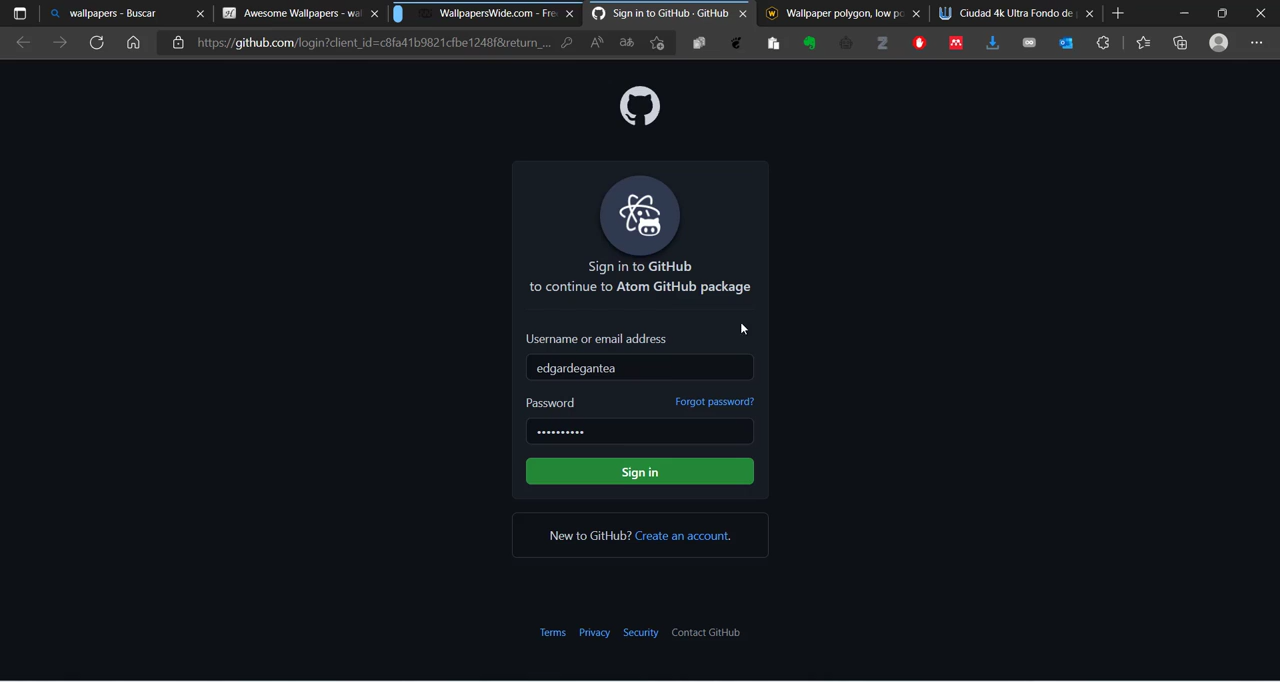 wallpapers - Buscar
Awesome Wallpapers - wal
WallpapersWide.com - Fre
Sign in to GitHub · GitHub
Wallpaper polygon, low po
Ciudad 4k Ultra Fondo de
https://github.com/login?client_id=c8fa41b9821cfbe1248f&return_...
Sign in to GitHub
to continue to Atom GitHub package
Username or email address
edgardegantea
Password
Forgot password?
••••••••••
Sign in
New to GitHub? Create an account.
Terms Privacy Security Contact GitHub